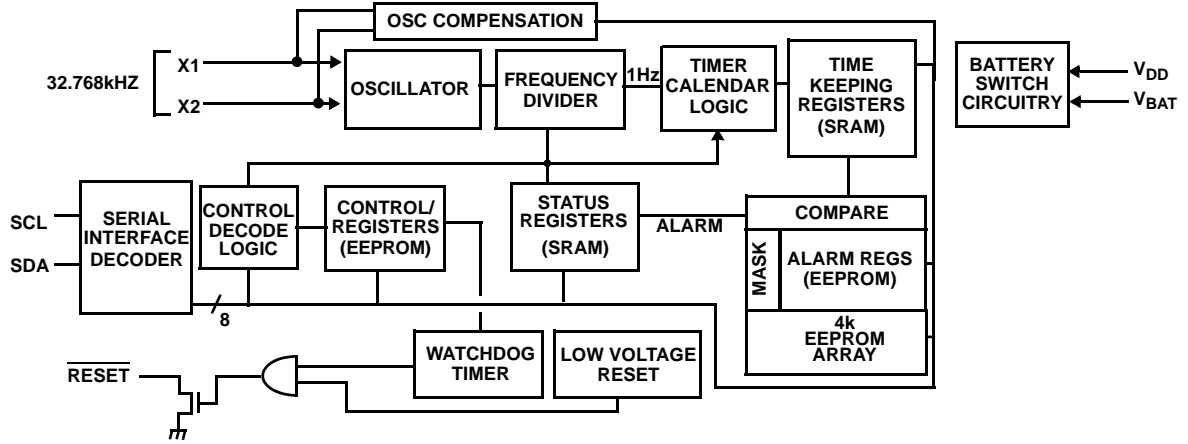 OSC COMPENSATION
32.768kHZ
X1
X2
OSCILLATOR
FREQUENCY
DIVIDER
1Hz
TIMER
CALENDAR
LOGIC
TIME
KEEPING
REGISTERS
(SRAM)
BATTERY
SWITCH
CIRCUITRY
VDD
VBAT
SCL
SDA
SERIAL
INTERFACE
DECODER
CONTROL
DECODE
LOGIC
CONTROL/
REGISTERS
(EEPROM)
STATUS
REGISTERS
(SRAM)
ALARM
COMPARE
MASK
ALARM REGS
(EEPROM)
4k
EEPROM
ARRAY
8
WATCHDOG
TIMER
LOW VOLTAGE
RESET
RESET